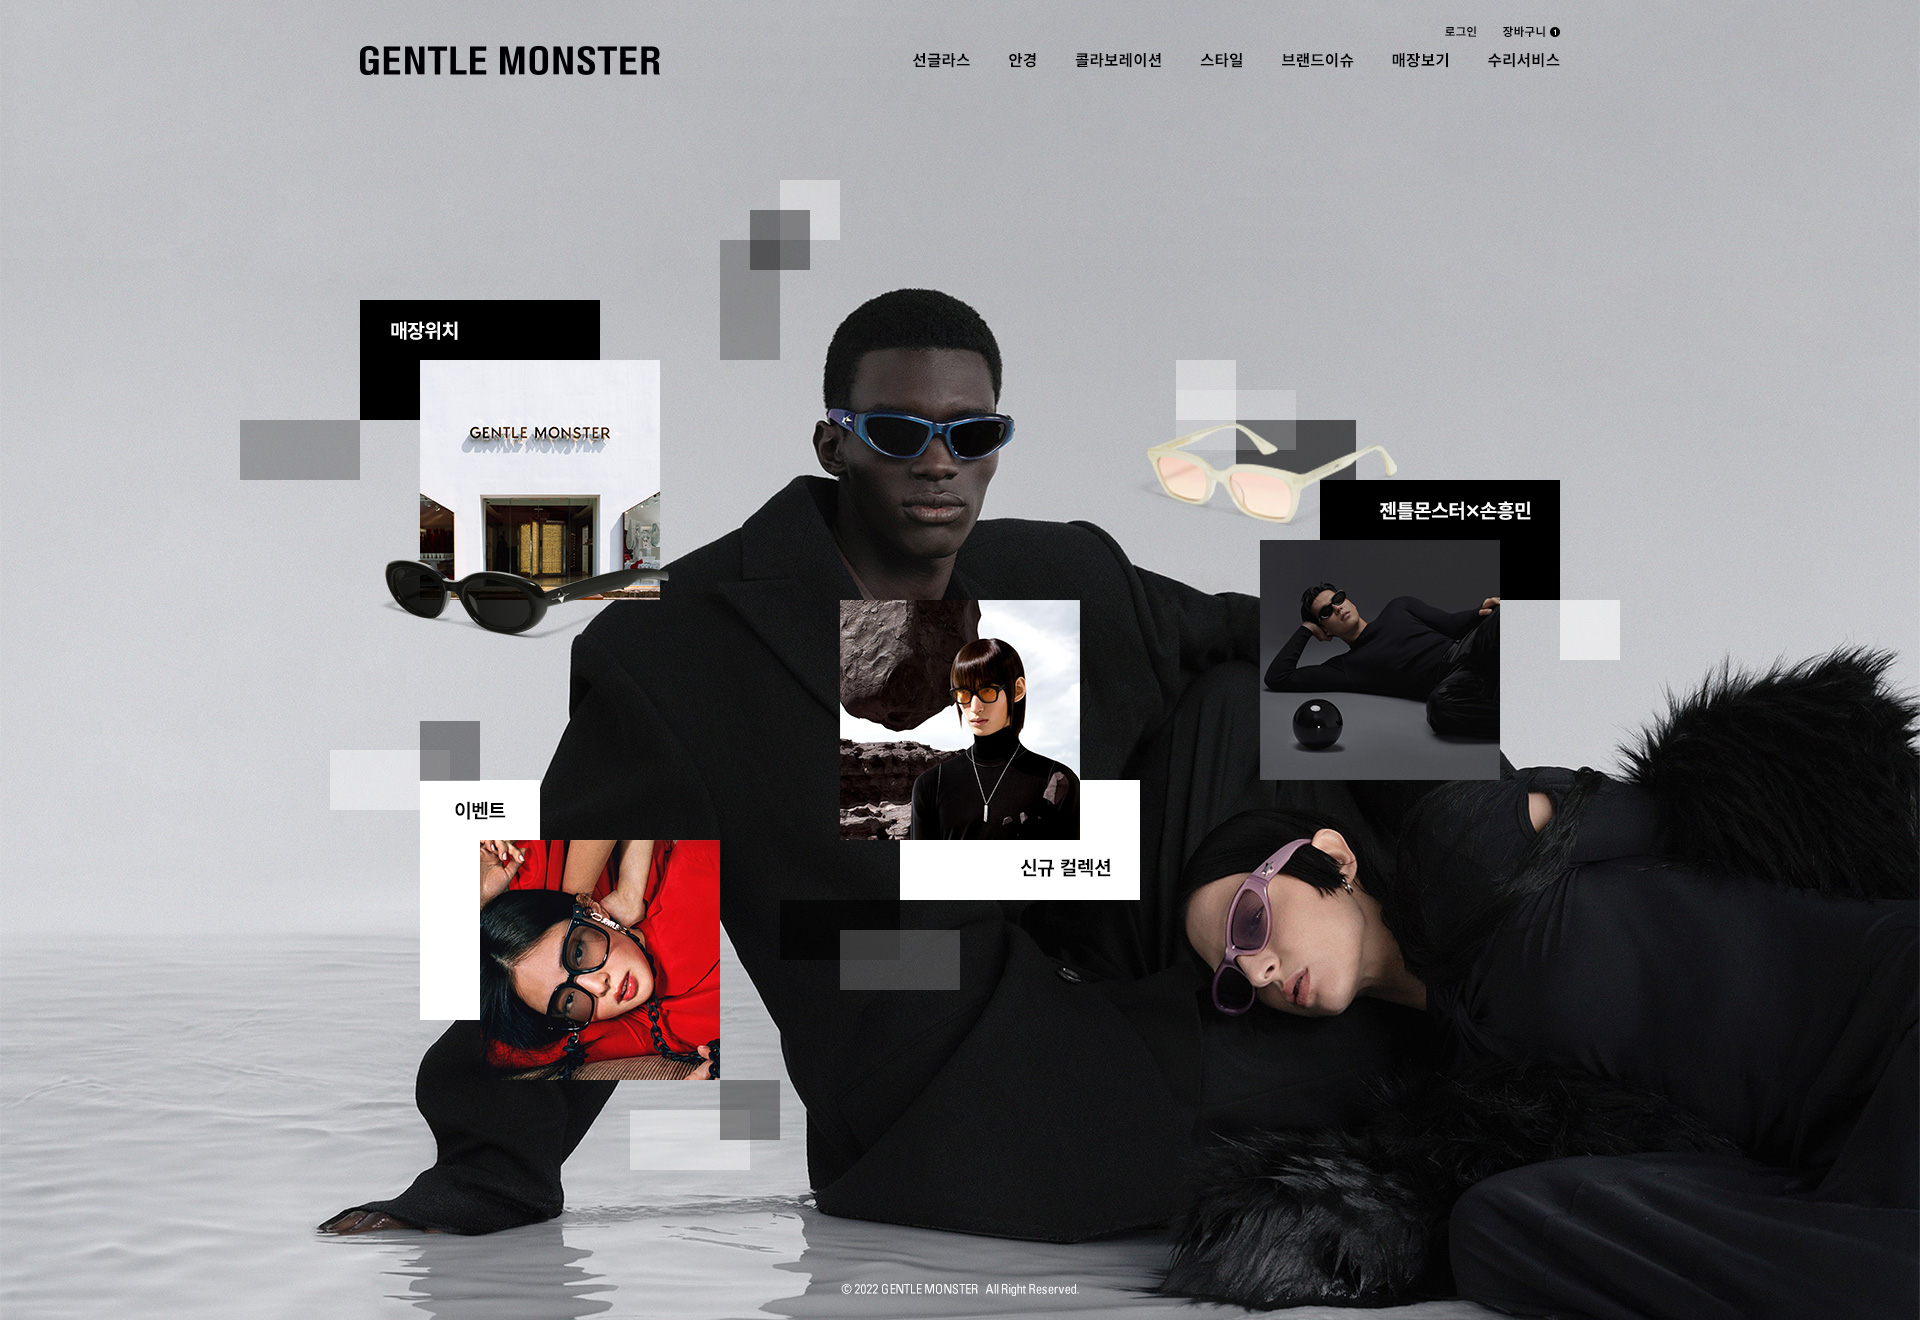 로그인 장바구니 1
GENTLE MONSTER
선글라스 안경 콜라보레이션 스타일 브랜드이슈 매장보기 수리서비스
매장위치
GENTLE MONSTER
젠틀몬스터×손흥민
이벤트
신규 컬렉션
© 2022 GENTLE MONSTER All Right Reserved.